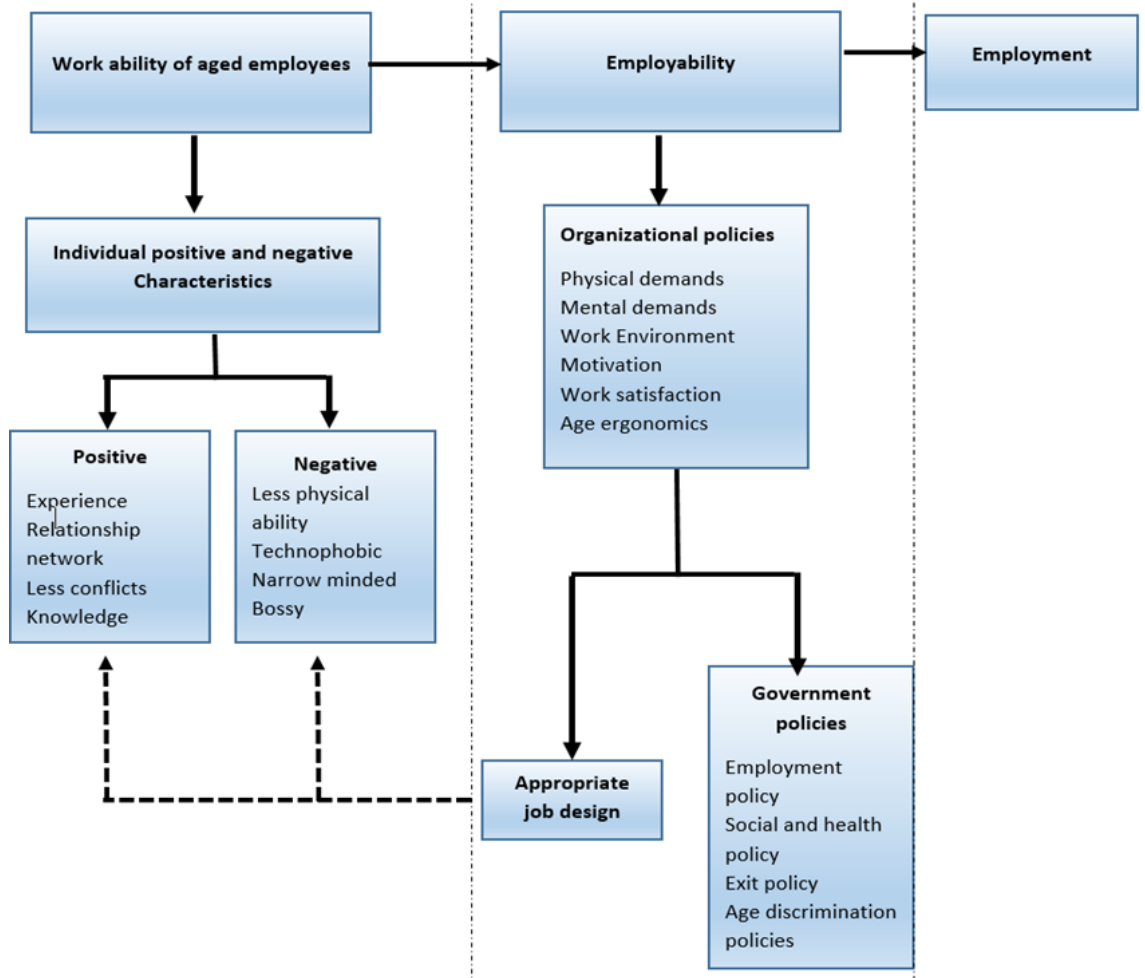 Work ability of aged employees
Employability
Employment
Individual positive and negative
Characteristics
Organizational policies
Physical demands
Mental demands
Work Environment
Motivation
Work satisfaction
Age ergonomics
Positive
Experience
Relationship
network
Less conflicts
Knowledge
Negative
Less physical
ability
Technophobic
Narrow minded
Bossy
Appropriate
job design
Government
policies
Employment
policy
Social and health
policy
Exit policy
Age discrimination
policies